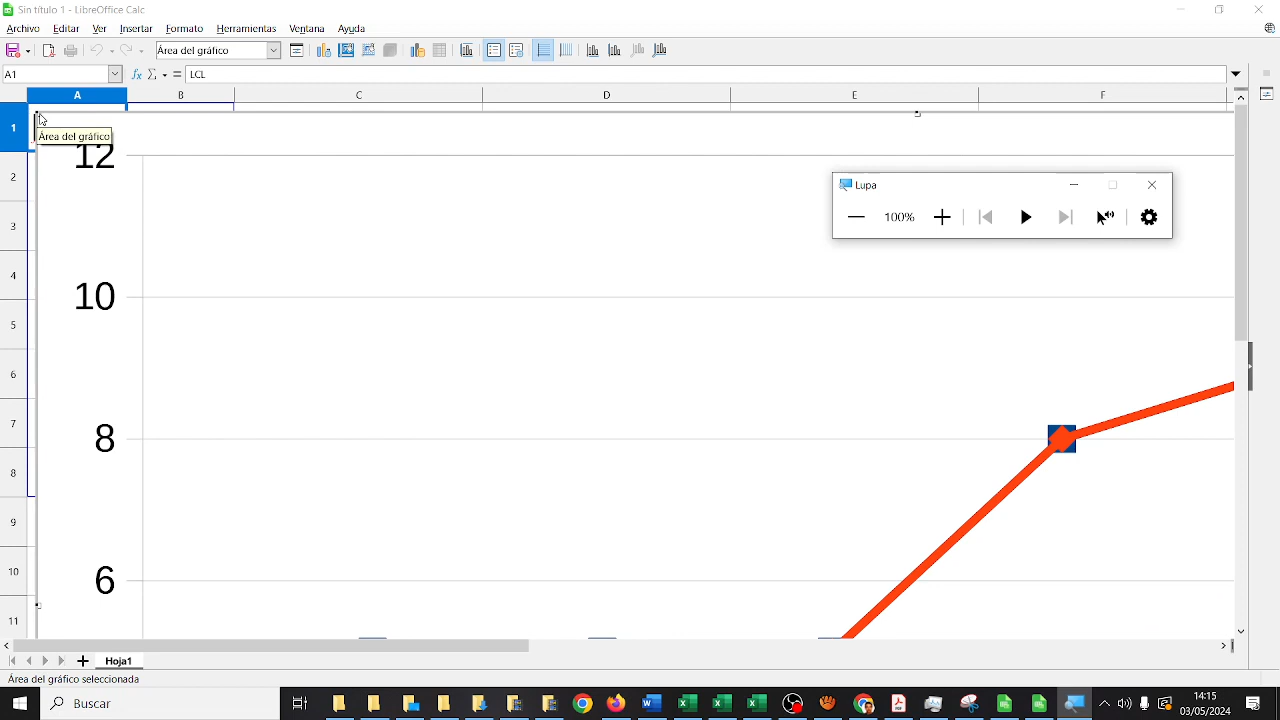 Sin título 1 - LibreOffice Calc
Archivo Editar Ver Insertar Formato Herramientas Ventana Ayuda
Área del gráfico
A1 LCL
A B C D E F
1
Área del gráfico
12
2
Lupa
100%
3
4
10
5
6
7
8
8
9
10
6
11
Hoja1
Área del gráfico seleccionada
Buscar
14:15
03/05/2024